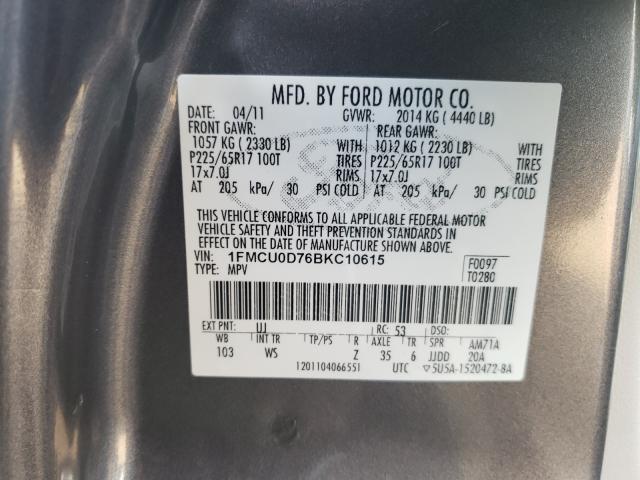 MFD. BY FORD MOTOR CO.
DATE: 04/11 GVWR: 2014 KG ( 4440 LB)
FRONT GAWR: REAR GAWR:
1057 KG ( 2330 LB) WITH 1012 KG ( 2230 LB) WITH
P225/65R17 100T TIRES P225/65R17 100T TIRES
17x7.0J RIMS 17x7.0J RIMS
AT 205 kPa/ 30 PSI COLD AT 205 kPa/ 30 PSI COLD
THIS VEHICLE CONFORMS TO ALL APPLICABLE FEDERAL MOTOR
VEHICLE SAFETY AND THEFT PREVENTION STANDARDS IN
EFFECT ON THE DATE OF MANUFACTURE SHOWN ABOVE.
VIN: 1FMCU0D76BKC10615 F0097
TYPE: MPV T0280
EXT PNT: UJ RC: 53 DSO:
WB INT TR TP/PS R AXLE TR SPR AM71A
103 WS Z 35 6 JJDD 20A
1201104066551 UTC ▽5U5A-1520472-BA